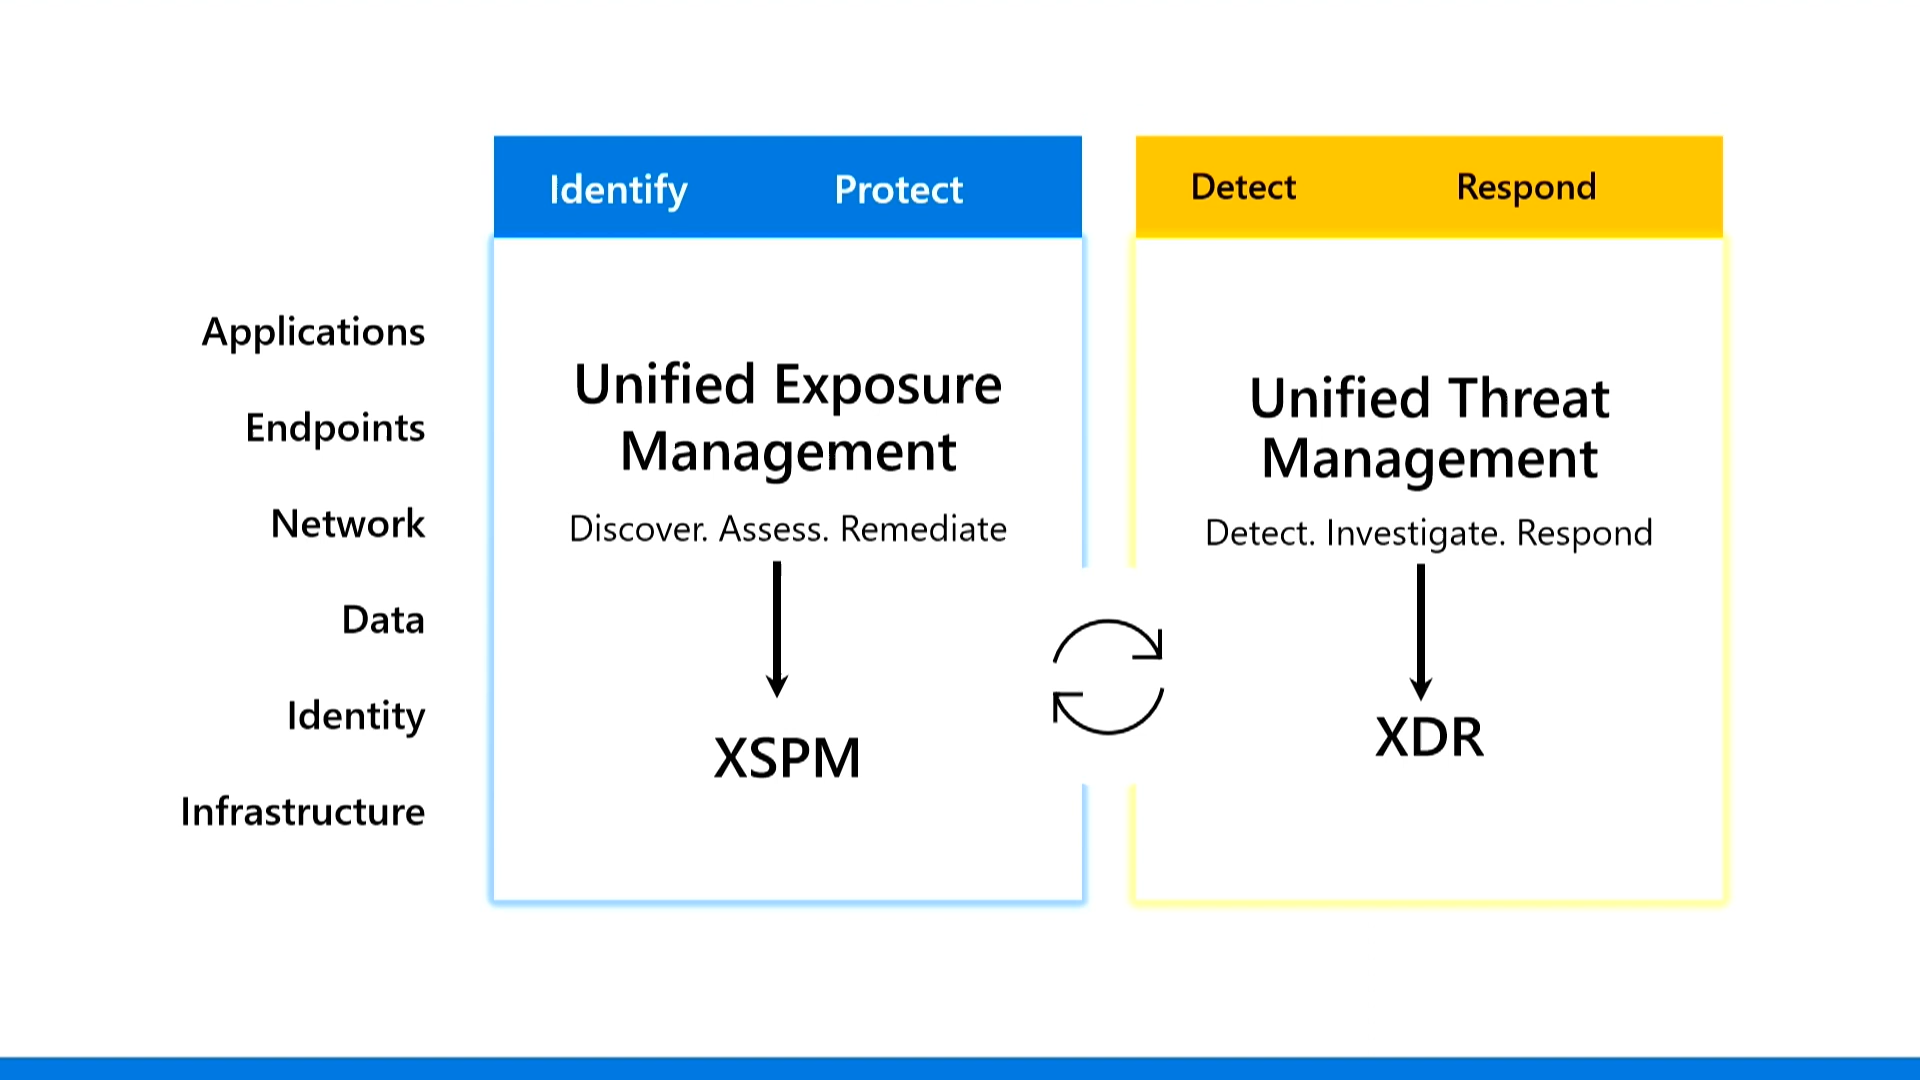 Identify Protect
Detect Respond
Applications
Endpoints
Network
Data
Identity
Infrastructure
Unified Exposure
Management
Discover. Assess. Remediate
XSPM
Unified Threat
Management
Detect. Investigate. Respond
XDR